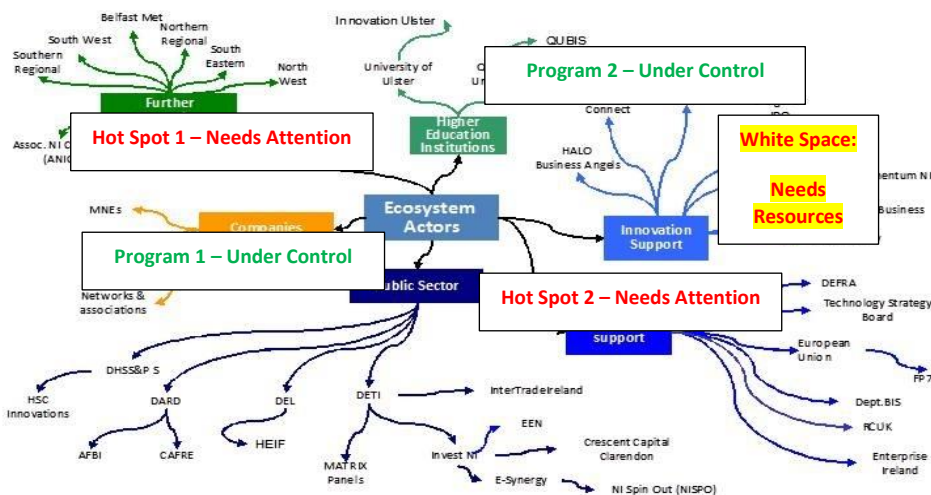 Innovation Ulster
Belfast Met
Northern
Regional
South West
South
Eastern
Southern
Regional
North
West
QUBIS
University of
Ulster
Further
Higher
Education
Institutions
Program 2 – Under Control
Hot Spot 1 – Needs Attention
Assoc. NI
(ANIC
Connect
HALO
Business Angels
White Space:
Needs
Resources
Business
MNEs
Companies
Ecosystem
Actors
Innovation
Support
Program 1 – Under Control
Public Sector
Hot Spot 2 – Needs Attention
support
Networks &
associations
DEFRA
Technology Strategy
Board
European
Union
FP7
Dept.BIS
RCUK
Enterprise
Ireland
DHSS&PS
HSC
Innovations
DARD
AFBI
CAFRE
DEL
HEIF
DETI
InterTradeIreland
MATRIX
Panels
Invest NI
EEN
Crescent Capital
Clarendon
E-Synergy
NI Spin Out (NISPO)